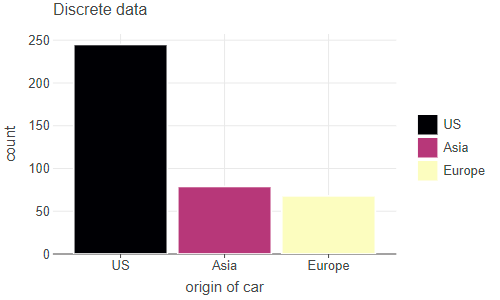 Discrete data
250
200
150
100
50
0
count
US
Asia
Europe
origin of car
US
Asia
Europe